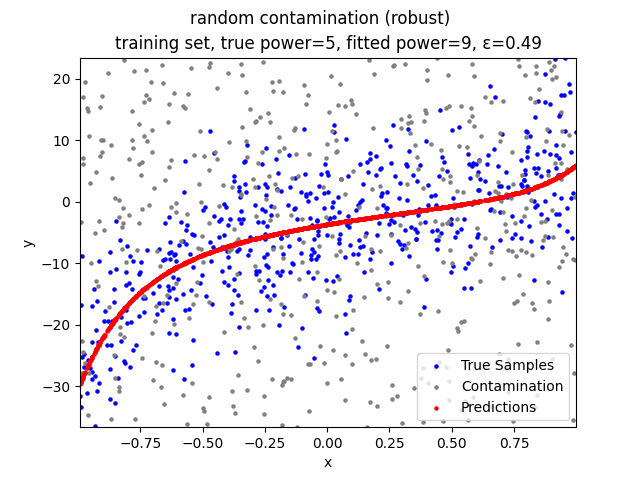 random contamination (robust)
training set, true power=5, fitted power=9, ε=0.49
20
10
0
−10
−20
−30
y
−0.75
−0.50
−0.25
0.00
0.25
0.50
0.75
x
True Samples
Contamination
Predictions